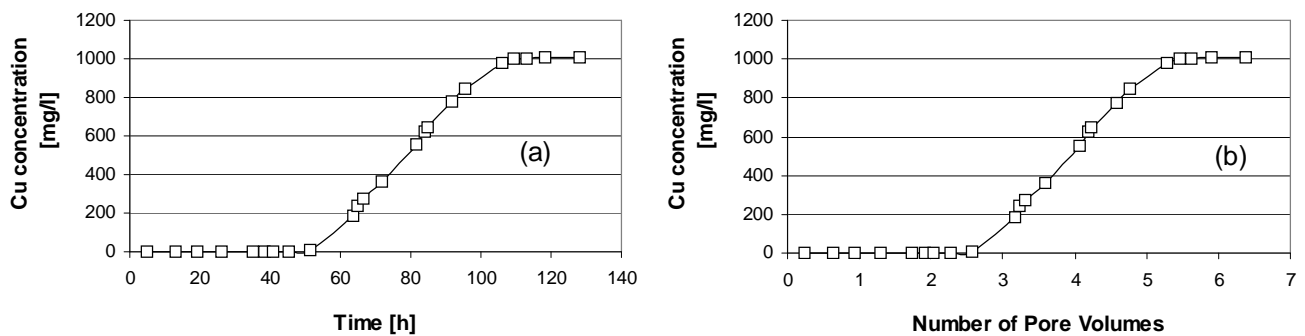 Cu concentration
[mg/l]
1200
1000
800
600
400
200
0
(a)
0 20 40 60 80 100 120 140
Time [h]
Cu concentration
[mg/l]
1200
1000
800
600
400
200
0
(b)
0 1 2 3 4 5 6 7
Number of Pore Volumes